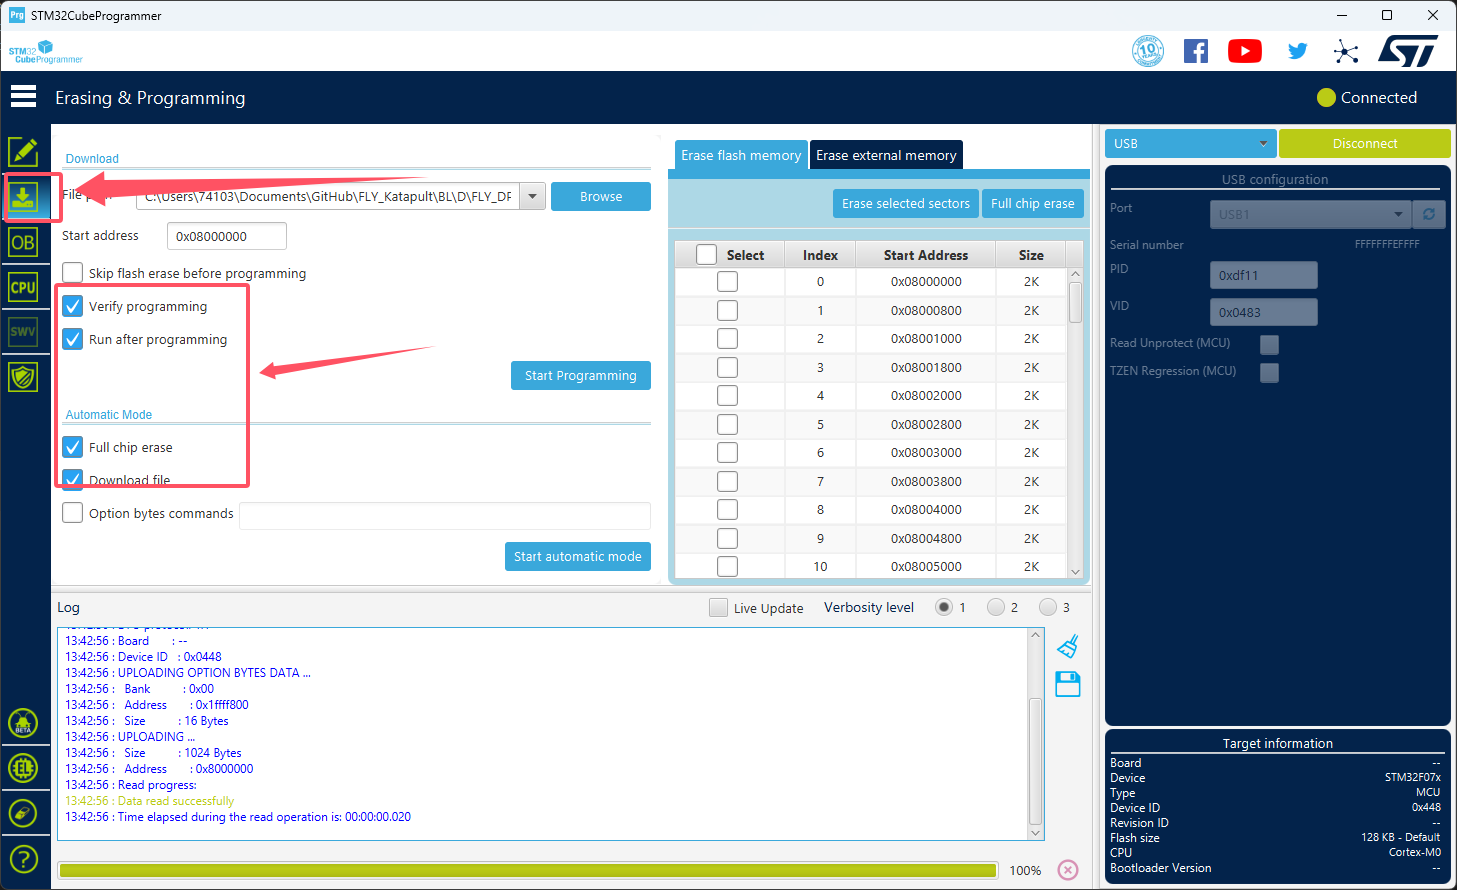 Prg STM32CubeProgrammer
STM32
CubeProgrammer
10
Erasing & Programming
Connected
Download
File path
C:\Users\74103\Documents\GitHub\FLY_Katapult\BL\D\FLY_DP
Browse
Start address
0x08000000
Skip flash erase before programming
Verify programming
Run after programming
Start Programming
Automatic Mode
Full chip erase
Download file
Option bytes commands
Start automatic mode
OB
CPU
SWV
BETA
Erase flash memory
Erase external memory
Erase selected sectors
Full chip erase
Select Index Start Address Size
0 0x08000000 2K
1 0x08000800 2K
2 0x08001000 2K
3 0x08001800 2K
4 0x08002000 2K
5 0x08002800 2K
6 0x08003000 2K
7 0x08003800 2K
8 0x08004000 2K
9 0x08004800 2K
10 0x08005000 2K
Log
Live Update
Verbosity level
1
2
3
13:42:56 : Board : --
13:42:56 : Device ID : 0x0448
13:42:56 : UPLOADING OPTION BYTES DATA ...
13:42:56 : Bank : 0x00
13:42:56 : Address : 0x1ffff800
13:42:56 : Size : 16 Bytes
13:42:56 : UPLOADING ...
13:42:56 : Size : 1024 Bytes
13:42:56 : Address : 0x8000000
13:42:56 : Read progress:
13:42:56 : Data read successfully
13:42:56 : Time elapsed during the read operation is: 00:00:00.020
100%
USB
Disconnect
USB configuration
Port
USB1
Serial number
FFFFFFFEFFFF
PID
0xdf11
VID
0x0483
Read Unprotect (MCU)
TZEN Regression (MCU)
Target information
Board --
Device STM32F07x
Type MCU
Device ID 0x448
Revision ID --
Flash size 128 KB - Default
CPU Cortex-M0
Bootloader Version --